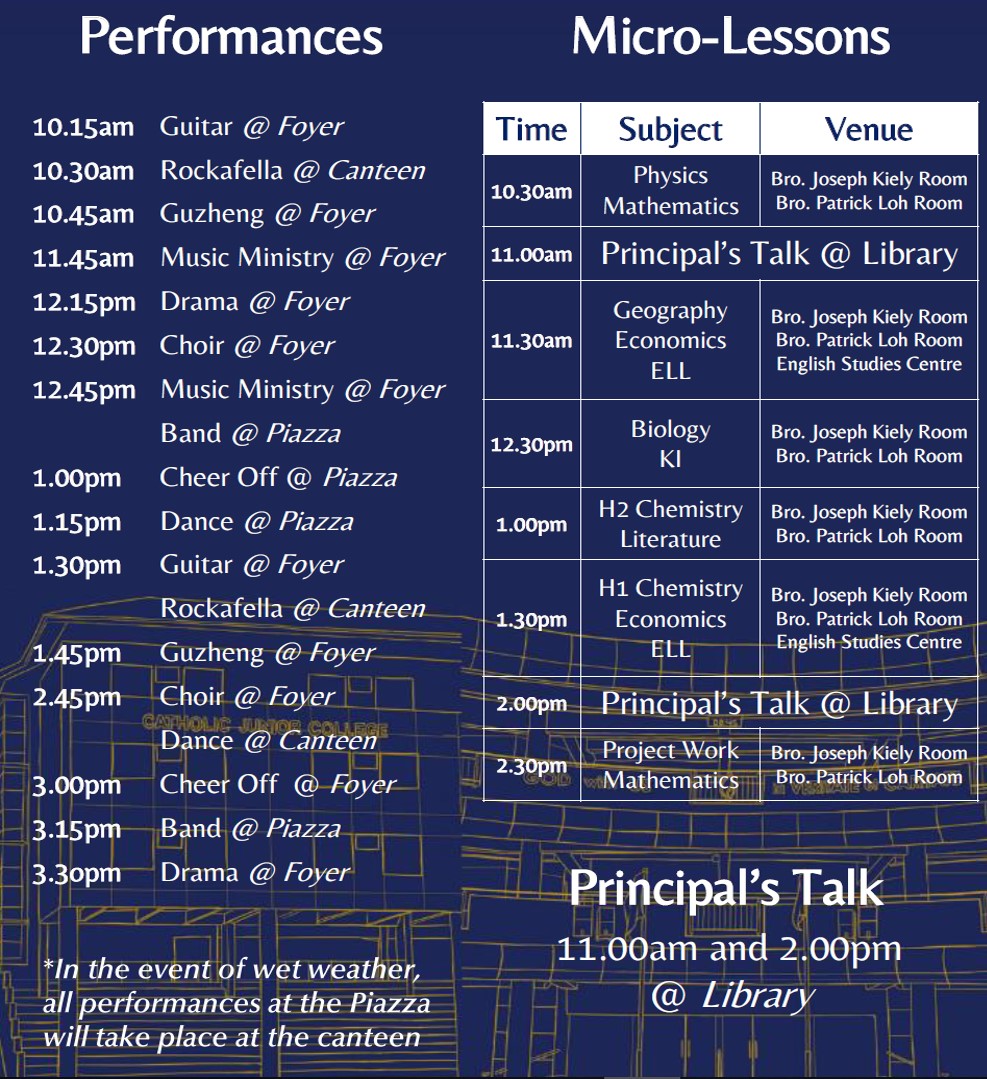 Performances
10.15am Guitar @ Foyer
10.30am Rockafella @ Canteen
10.45am Guzheng @ Foyer
11.45am Music Ministry @ Foyer
12.15pm Drama @ Foyer
12.30pm Choir @ Foyer
12.45pm Music Ministry @ Foyer
Band @ Piazza
1.00pm Cheer Off @ Piazza
1.15pm Dance @ Piazza
1.30pm Guitar @ Foyer
Rockafella @ Canteen
1.45pm Guzheng @ Foyer
2.45pm Choir @ Foyer
CATHOLIC JUNIOR COLLEGE
Dance @ Canteen
3.00pm Cheer Off @ Foyer
3.15pm Band @ Piazza
3.3opm Drama @ Foyer
*In the event of wet weather,
all performances at the Piazza
will take place at the canteen
Micro-Lessons
Time Subject Venue
10.30am
Physics
Mathematics
Bro. Joseph Kiely Room
Bro. Patrick Loh Room
11.00am Principal's Talk @ Library
11.30am
Geography
Economics
ELL
Bro. Joseph Kiely Room
Bro. Patrick Loh Room
English Studies Centre
12.30pm
Biology
KI
Bro. Joseph Kiely Room
Bro. Patrick Loh Room
1.00pm
H2 Chemistry
Literature
Bro. Joseph Kiely Room
Bro. Patrick Loh Room
1.30pm
H1 Chemistry
Economics
ELL
Bro. Joseph Kiely Room
Bro. Patrick Loh Room
English Studies Centre
2.00pm Principal's Talk @ Library
2.30pm
Project Work
Mathematics
Bro. Joseph Kiely Room
Bro. Patrick Loh Room
GOD
Principal's Talk
11.00am and 2.00pm
@ Library